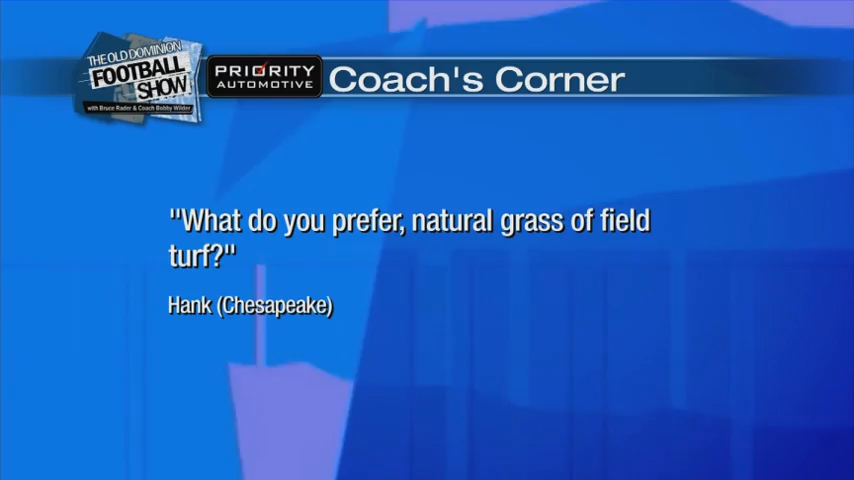 THE OLD DOMINION
FOOTBALL
SHOW
with Bruce Rader & Coach Bobby Wilder
PRIORITY
AUTOMOTIVE
Coach's Corner
"What do you prefer, natural grass of field
turf?"
Hank (Chesapeake)